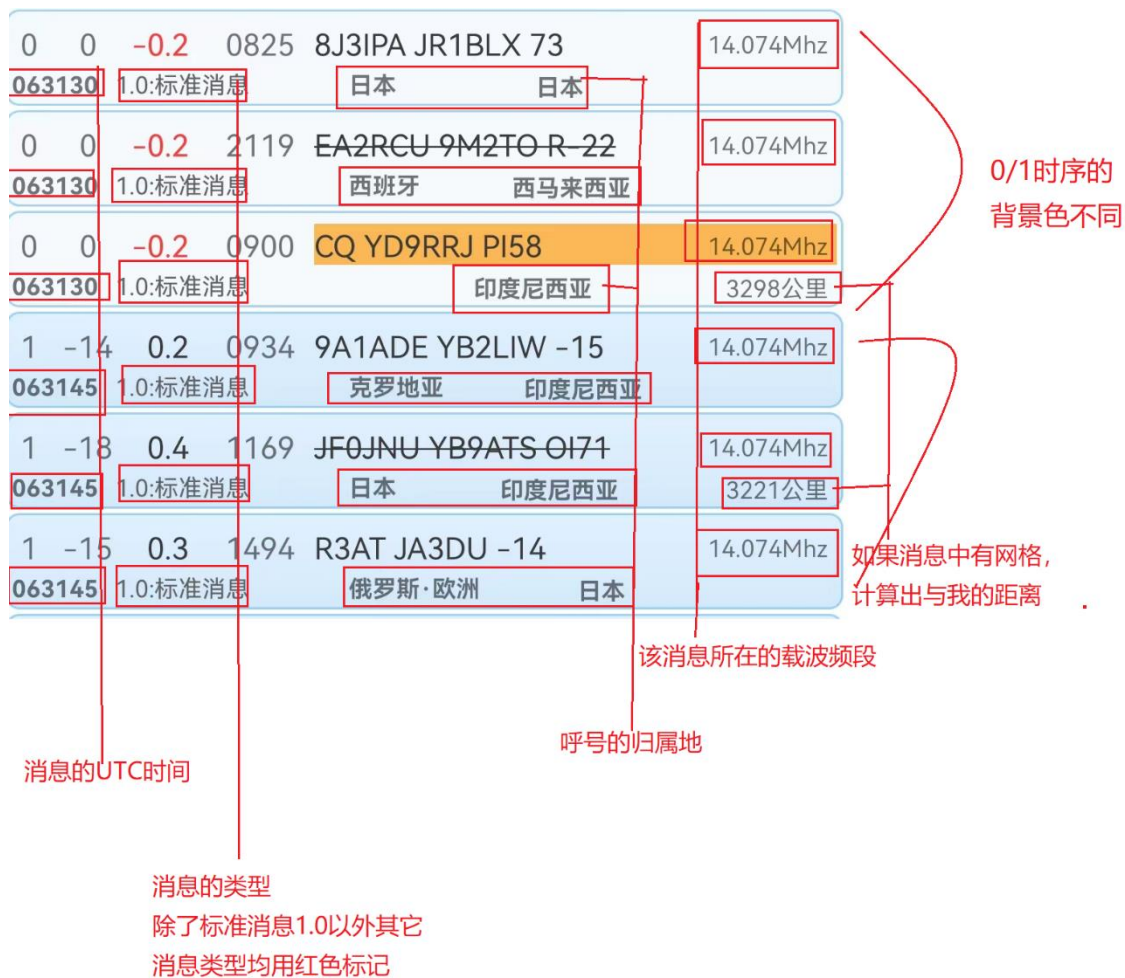 0 0 -0.2 0825 8J3IPA JR1BLX 73 14.074Mhz
063130 1.0:标准消息 日本 日本
0 0 -0.2 2119 EA2RCU 9M2TO R-22 14.074Mhz
063130 1.0:标准消息 西班牙 西马来西亚
0/1时序的
背景色不同
0 0 -0.2 0900 CQ YD9RRJ PI58 14.074Mhz
063130 1.0:标准消息 印度尼西亚 3298公里
1 -14 0.2 0934 9A1ADE YB2LIW -15 14.074Mhz
063145 1.0:标准消息 克罗地亚 印度尼西亚
1 -18 0.4 1169 JF0JNU YB9ATS OI71 14.074Mhz
063145 1.0:标准消息 日本 印度尼西亚 3221公里
1 -15 0.3 1494 R3AT JA3DU -14 14.074Mhz
063145 1.0:标准消息 俄罗斯·欧洲 日本
如果消息中有网格，
计算出与我的距离 .
该消息所在的载波频段
呼号的归属地
消息的UTC时间
消息的类型
除了标准消息1.0以外其它
消息类型均用红色标记